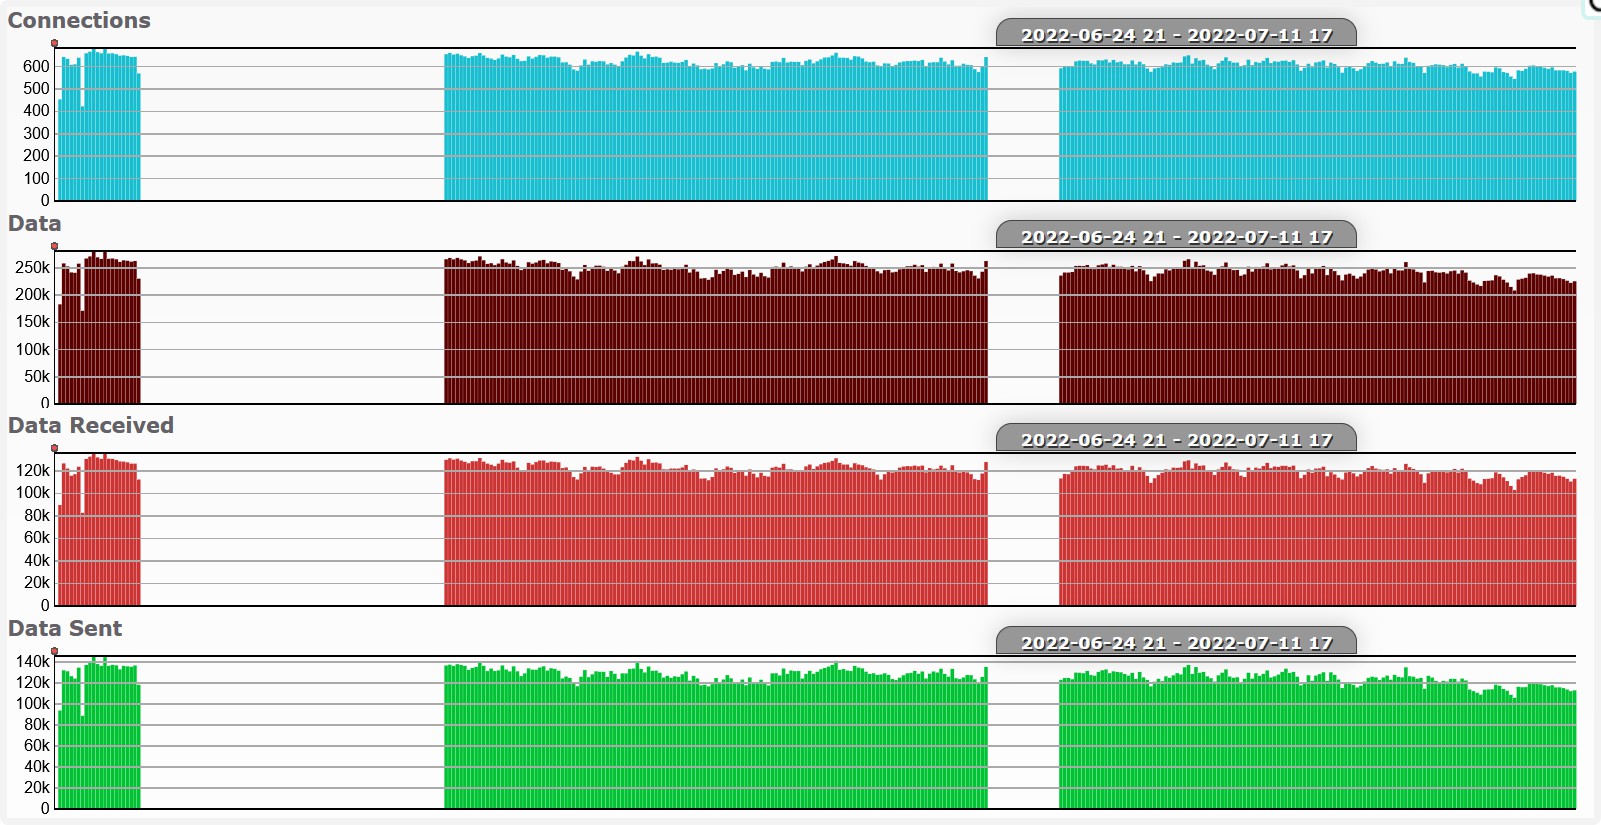 Connections
2022-06-24 21 - 2022-07-11 17
600
500
400
300
200
100
0
Data
2022-06-24 21 - 2022-07-11 17
250k
200k
150k
100k
50k
0
Data Received
2022-06-24 21 - 2022-07-11 17
120k
100k
80k
60k
40k
20k
0
Data Sent
2022-06-24 21 - 2022-07-11 17
140k
120k
100k
80k
60k
40k
20k
0